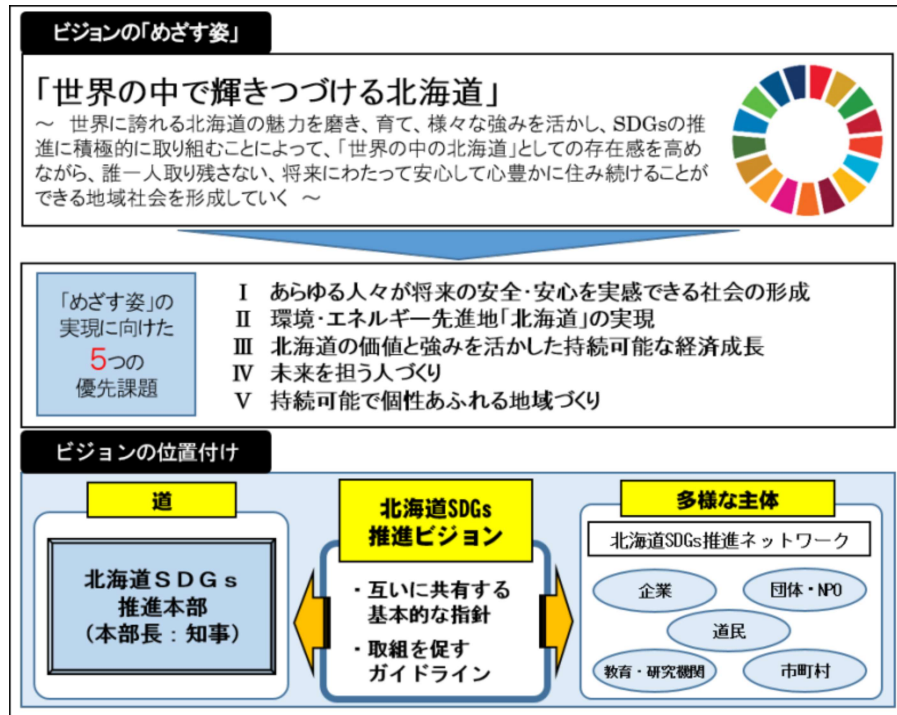 ビジョンの「めざす姿」
「世界の中で輝きつづける北海道」
～　世界に誇れる北海道の魅力を磨き、育て、様々な強みを活かし、SDGsの推
進に積極的に取り組むことによって、「世界の中の北海道」としての存在感を高め
ながら、誰一人取り残さない、将来にわたって安心して心豊かに住み続けることが
できる地域社会を形成していく　～
「めざす姿」の
実現に向けた
5つの
優先課題
Ⅰ　あらゆる人々が将来の安全・安心を実感できる社会の形成
Ⅱ　環境・エネルギー先進地「北海道」の実現
Ⅲ　北海道の価値と強みを活かした持続可能な経済成長
Ⅳ　未来を担う人づくり
Ⅴ　持続可能で個性あふれる地域づくり
ビジョンの位置付け
道
北海道ＳＤＧｓ
推進本部
（本部長：知事）
北海道SDGs
推進ビジョン
・互いに共有する
基本的な指針
・取組を促す
ガイドライン
多様な主体
北海道SDGs推進ネットワーク
企業
団体・NPO
道民
教育・研究機関
市町村